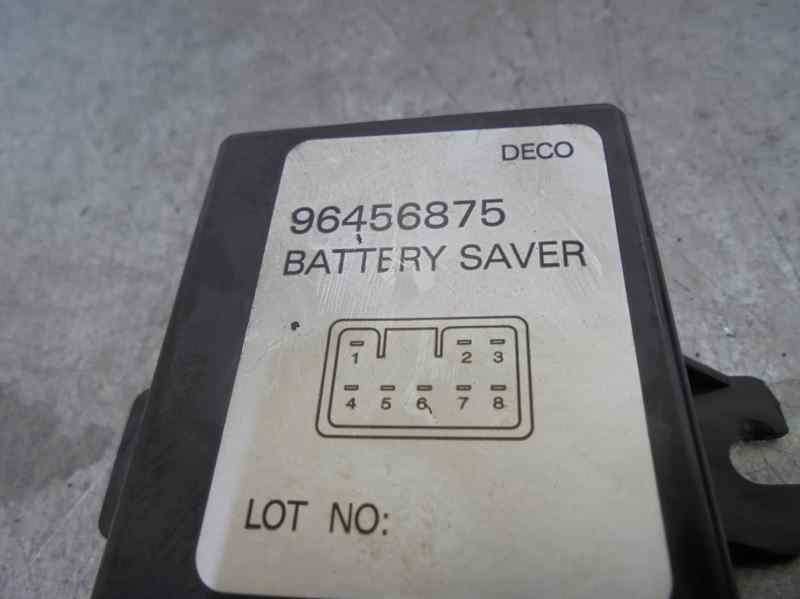 DECO
96456875
BATTERY SAVER
1 2 3
4 5 6 7 8
LOT NO: